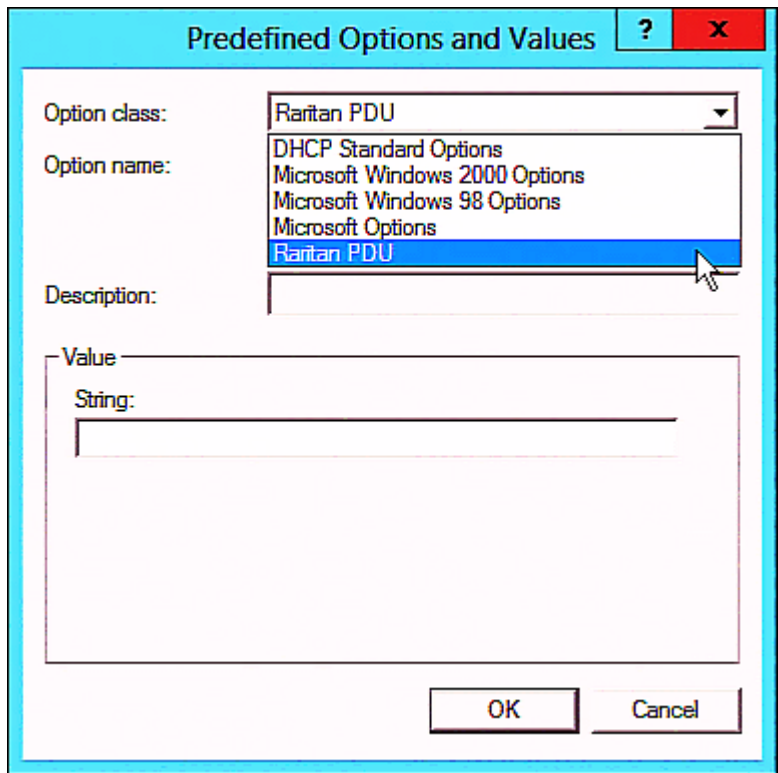 Predefined Options and Values
?
x
Option class:
Raritan PDU
Option name:
DHCP Standard Options
Microsoft Windows 2000 Options
Microsoft Windows 98 Options
Microsoft Options
Raritan PDU
Description:
Value
String:
OK
Cancel